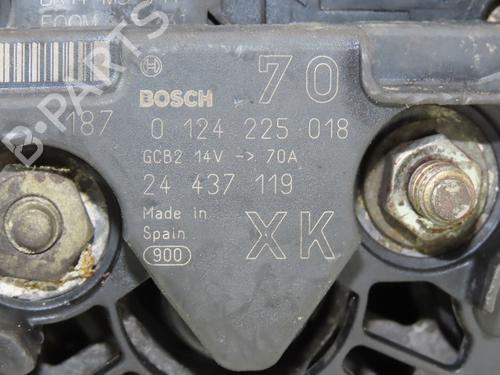 BOSCH
70
187 0 124 225 018
GCB2 14V -> 70A
24 437 119
Made in
Spain
XK
900
B-PARTS